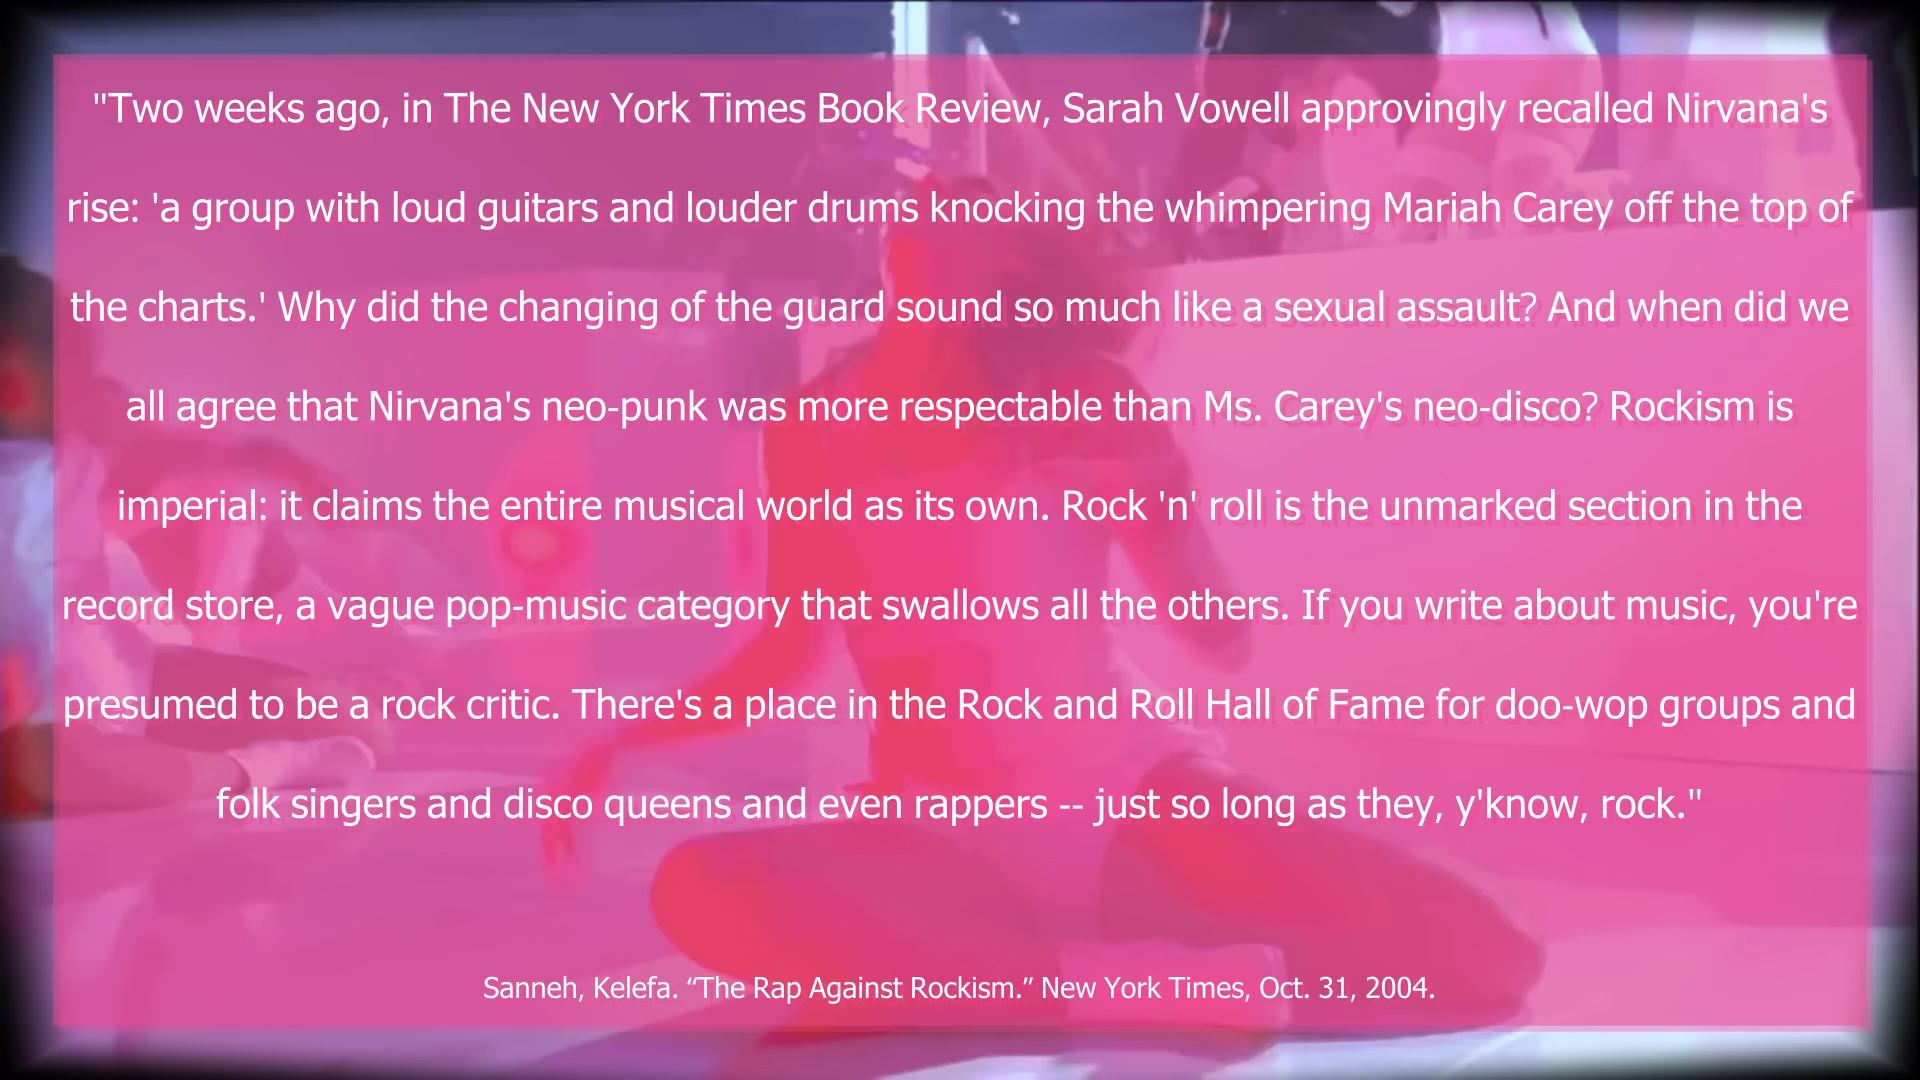 "Two weeks ago, in The New York Times Book Review, Sarah Vowell approvingly recalled Nirvana's
rise: 'a group with loud guitars and louder drums knocking the whimpering Mariah Carey off the top of
the charts.' Why did the changing of the guard sound so much like a sexual assault? And when did we
all agree that Nirvana's neo-punk was more respectable than Ms. Carey's neo-disco? Rockism is
imperial: it claims the entire musical world as its own. Rock 'n' roll is the unmarked section in the
record store, a vague pop-music category that swallows all the others. If you write about music, you're
presumed to be a rock critic. There's a place in the Rock and Roll Hall of Fame for doo-wop groups and
folk singers and disco queens and even rappers -- just so long as they, y'know, rock."
Sanneh, Kelefa. “The Rap Against Rockism.” New York Times, Oct. 31, 2004.